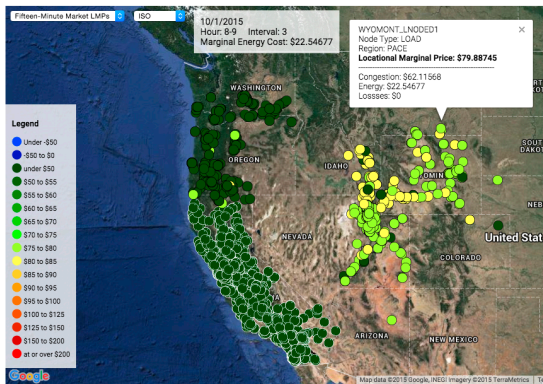 Fifteen-Minute Market LMPs
ISO
10/1/2015
Hour: 8-9 Interval: 3
Marginal Energy Cost: $22.54677
WYOMONT_LNODED1
Node Type: LOAD
Region: PACE
Locational Marginal Price: $79.88745
Congestion: $62.11568
Energy: $22.54677
Lossses: $0
WASHINGTON
OREGON
IDAHO
SOUT
DAKOT
NEB
NEVADA
United Stat
COLORADO
ARIZONA
NEW MEXICO
Legend
Under -$50
-$50 to $0
under $50
$50 to $55
$55 to $60
$60 to $65
$65 to $70
$70 to $75
$75 to $80
$80 to $85
$85 to $90
$90 to $95
$95 to $100
$100 to $125
$125 to $150
$150 to $200
at or over $200
Google
Map data ©2015 Google, INEGI Imagery ©2015 TerraMetrics